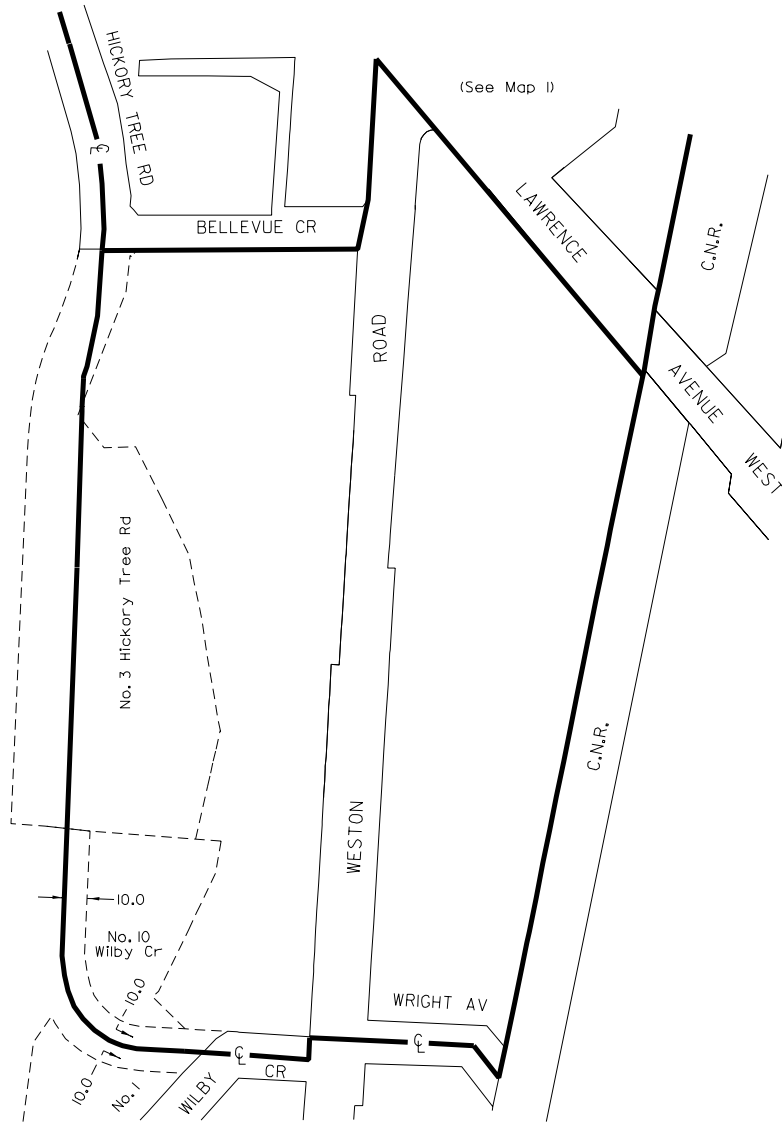 HICKORY TREE RD
(See Map 1)
BELLEVUE CR
LAWRENCE
AVENUE
WEST
C.N.R.
ROAD
No. 3 Hickory Tree Rd
C.N.R.
WESTON
10.0
No. 10
Wilby Cr
10.0
WRIGHT AV
℄
℄
CR
10.0
No. 1
WILBY